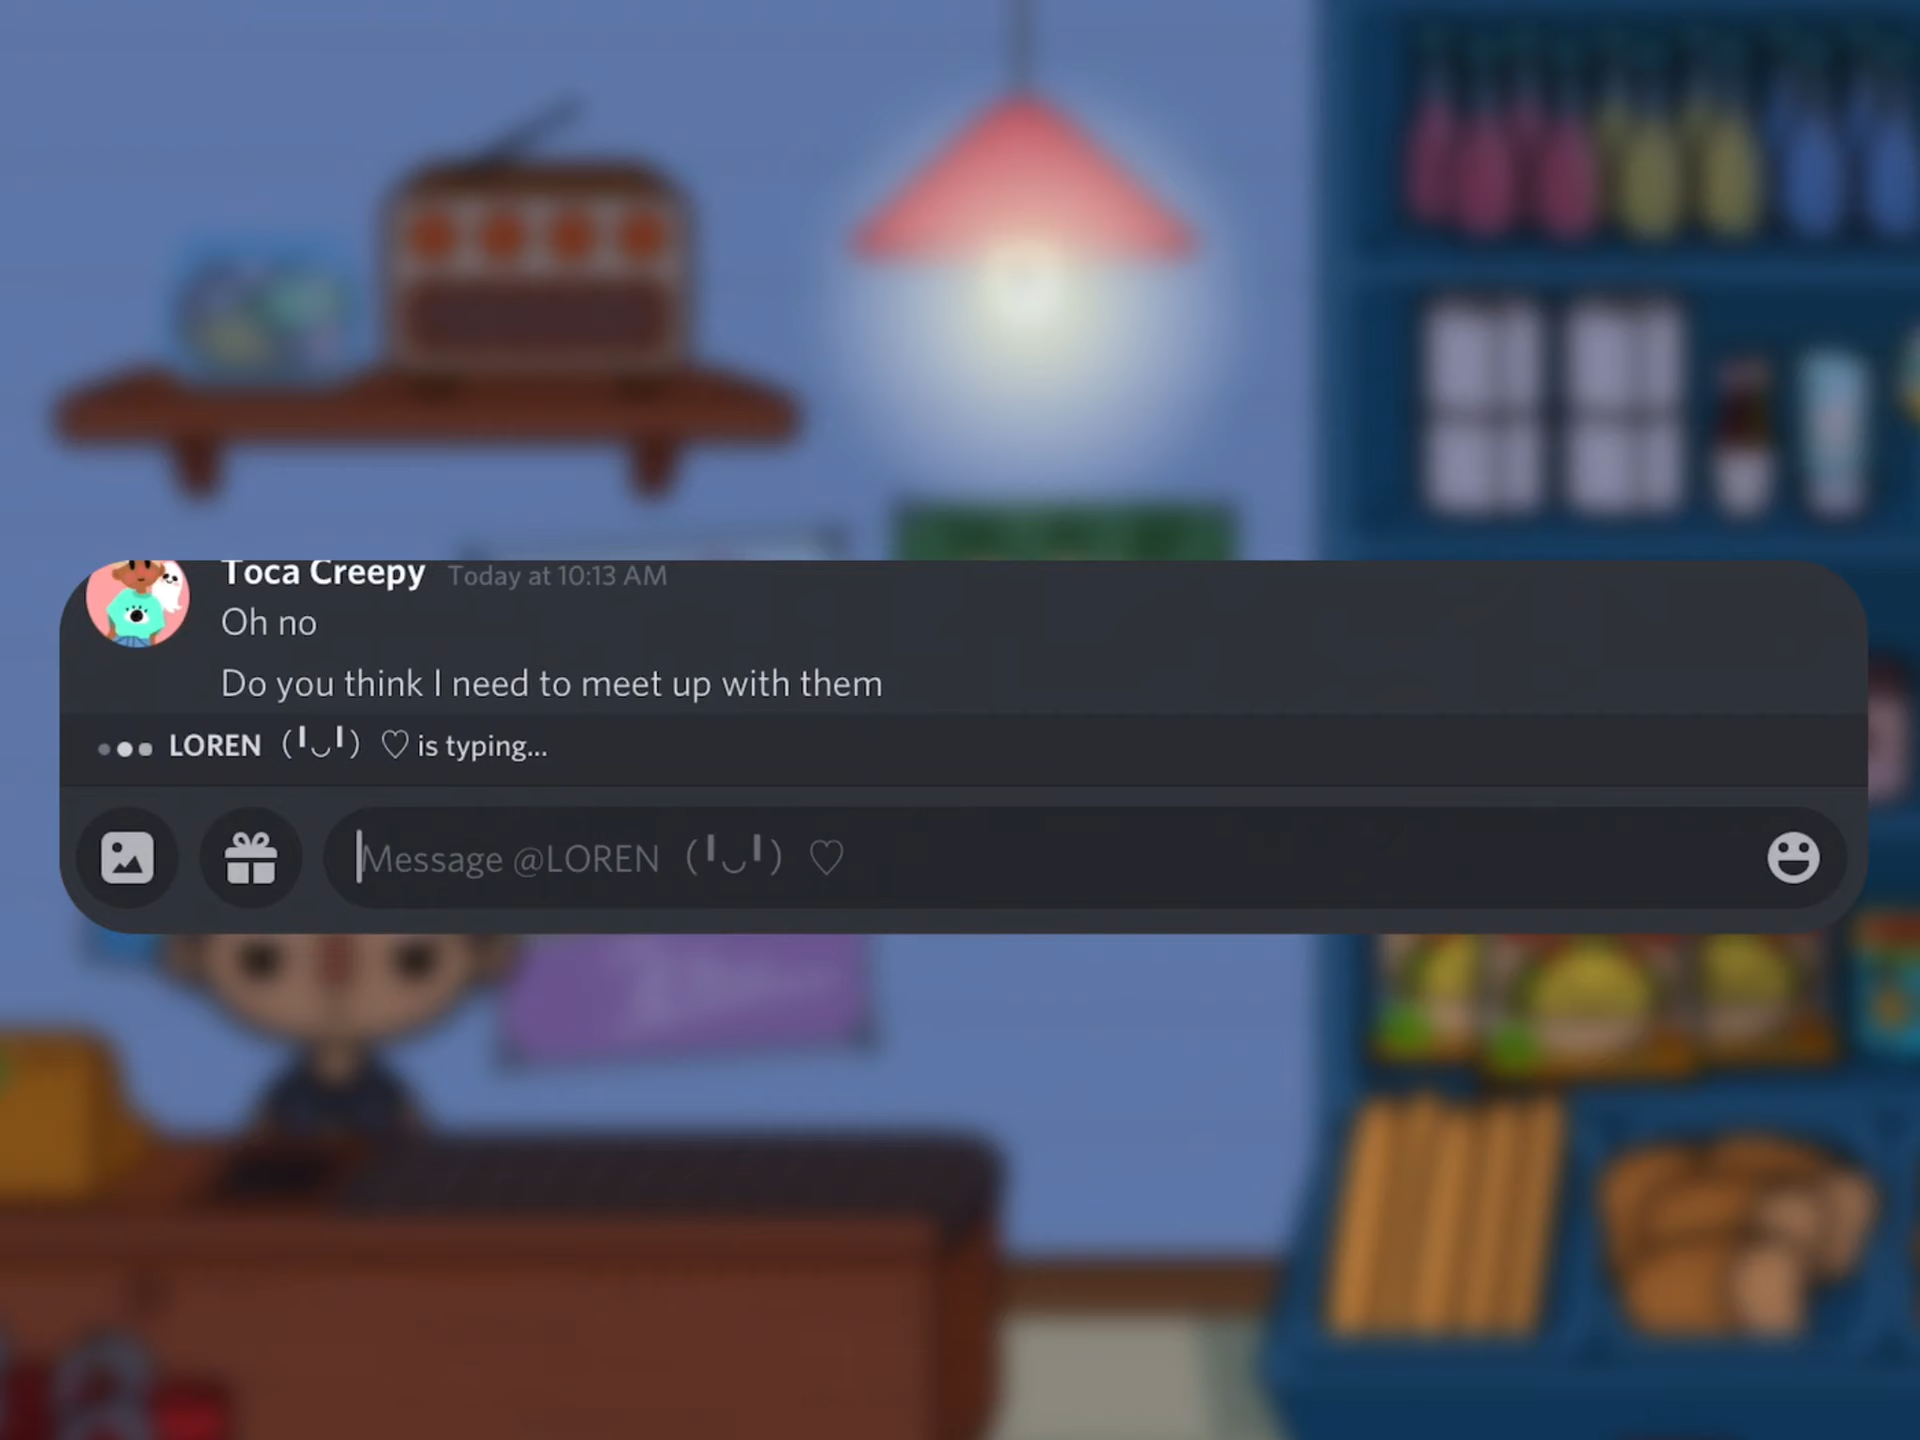 Toca Creepy Today at 10:13 AM
Oh no
Do you think I need to meet up with them
LOREN (╹◡╹) ♡ is typing...
Message @LOREN (╹◡╹) ♡